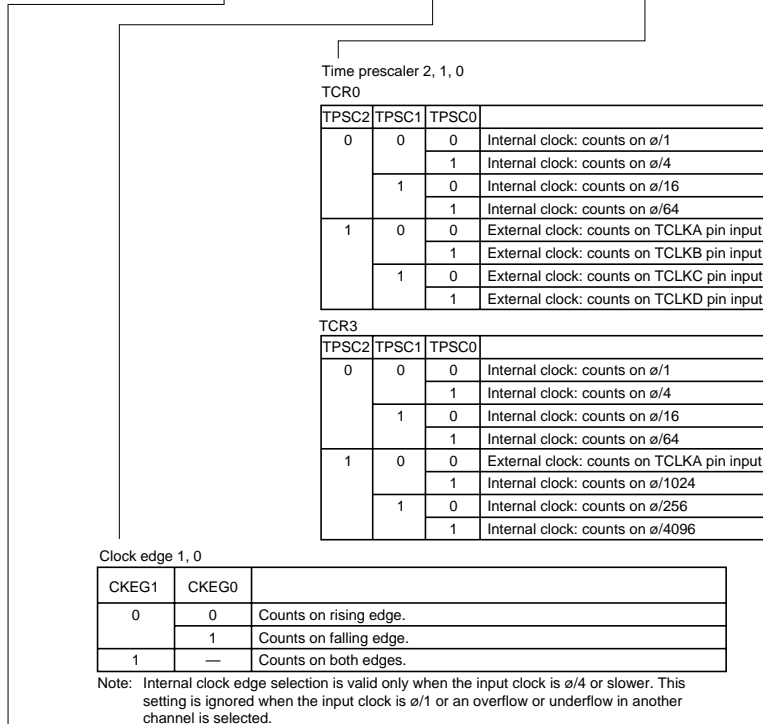 Time prescaler 2, 1, 0
TCR0
TPSC2 TPSC1 TPSC0
0 0 0 Internal clock: counts on ø/1
1 Internal clock: counts on ø/4
1 0 Internal clock: counts on ø/16
1 Internal clock: counts on ø/64
1 0 0 External clock: counts on TCLKA pin input
1 External clock: counts on TCLKB pin input
1 0 External clock: counts on TCLKC pin input
1 External clock: counts on TCLKD pin input
TCR3
TPSC2 TPSC1 TPSC0
0 0 0 Internal clock: counts on ø/1
1 Internal clock: counts on ø/4
1 0 Internal clock: counts on ø/16
1 Internal clock: counts on ø/64
1 0 0 External clock: counts on TCLKA pin input
1 Internal clock: counts on ø/1024
1 0 Internal clock: counts on ø/256
1 Internal clock: counts on ø/4096
Clock edge 1, 0
CKEG1 CKEG0
0 0 Counts on rising edge.
1 Counts on falling edge.
1 — Counts on both edges.
Note: Internal clock edge selection is valid only when the input clock is ø/4 or slower. This
setting is ignored when the input clock is ø/1 or an overflow or underflow in another
channel is selected.